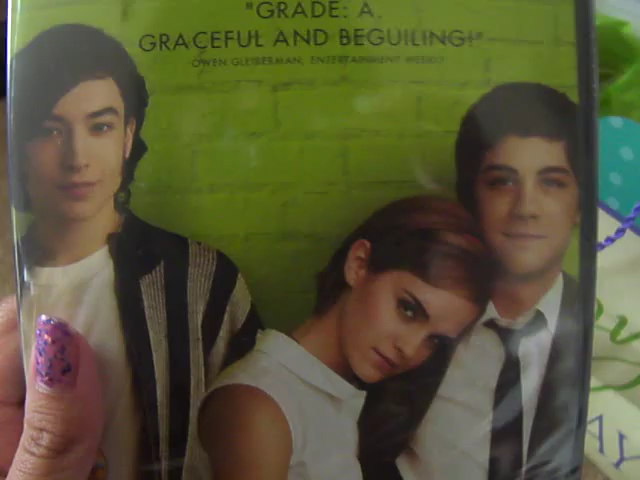 "GRADE: A.
GRACEFUL AND BEGUILING!"
OWEN GLEIBERMAN, ENTERTAINMENT WEEKLY